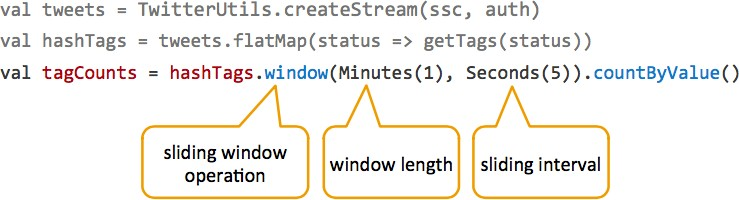 val tweets = TwitterUtils.createStream(ssc, auth)
val hashTags = tweets.flatMap(status => getTags(status))
val tagCounts = hashTags.window(Minutes(1), Seconds(5)).countByValue()
sliding window
operation
window length
sliding interval